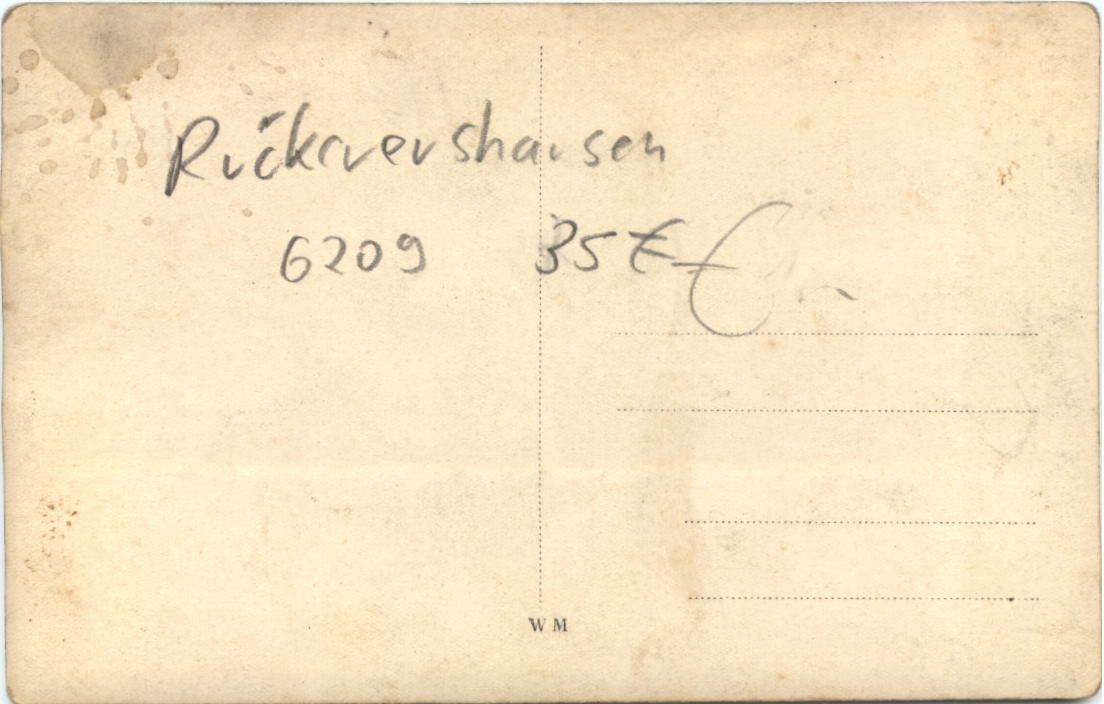 Rückershausen
6209 35 € €
WM